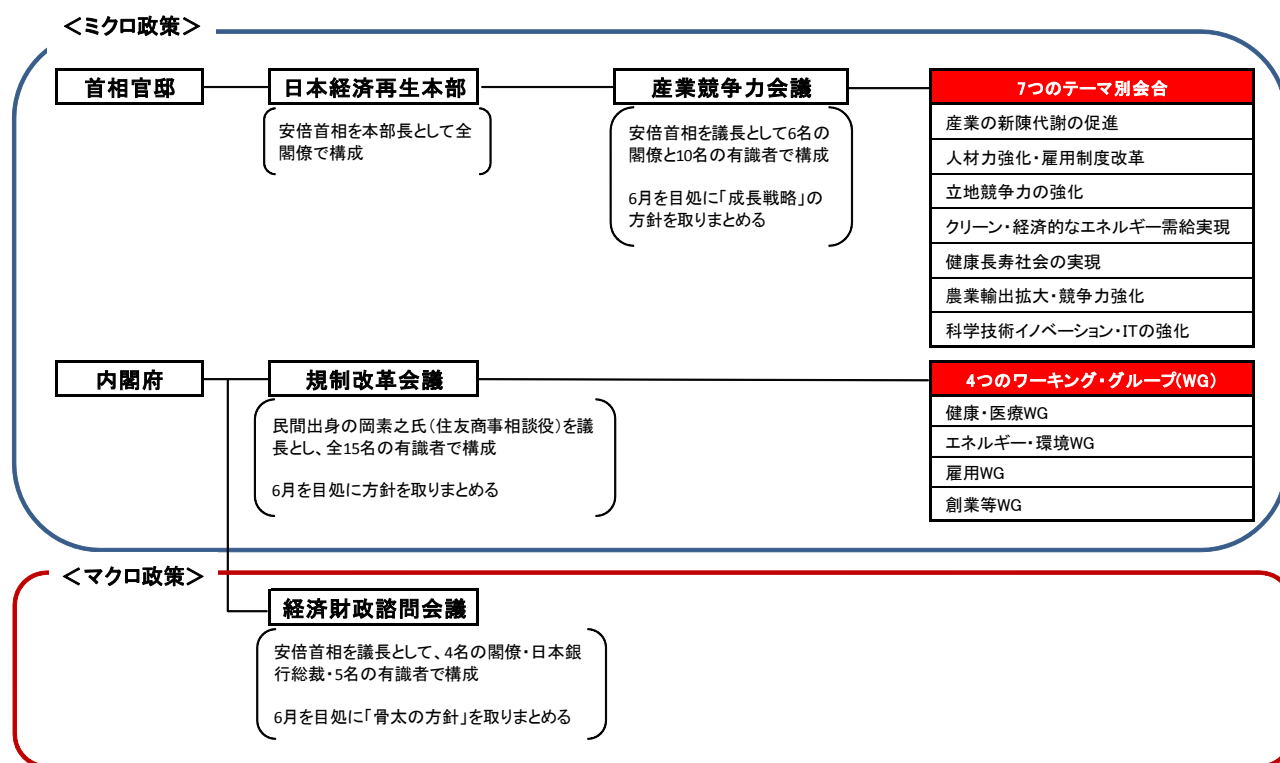 ＜ミクロ政策＞
首相官邸
日本経済再生本部
安倍首相を本部長として全
閣僚で構成
産業競争力会議
安倍首相を議長として6名の
閣僚と10名の有識者で構成
6月を目処に「成長戦略」の
方針を取りまとめる
7つのテーマ別会合
産業の新陳代謝の促進
人材力強化・雇用制度改革
立地競争力の強化
クリーン・経済的なエネルギー需給実現
健康長寿社会の実現
農業輸出拡大・競争力強化
科学技術イノベーション・ITの強化
内閣府
規制改革会議
民間出身の岡素之氏（住友商事相談役）を議
長とし、全15名の有識者で構成
6月を目処に方針を取りまとめる
4つのワーキング・グループ(WG）
健康・医療WG
エネルギー・環境WG
雇用WG
創業等WG
＜マクロ政策＞
経済財政諮問会議
安倍首相を議長として、4名の閣僚・日本銀
行総裁・5名の有識者で構成
6月を目処に「骨太の方針」を取りまとめる